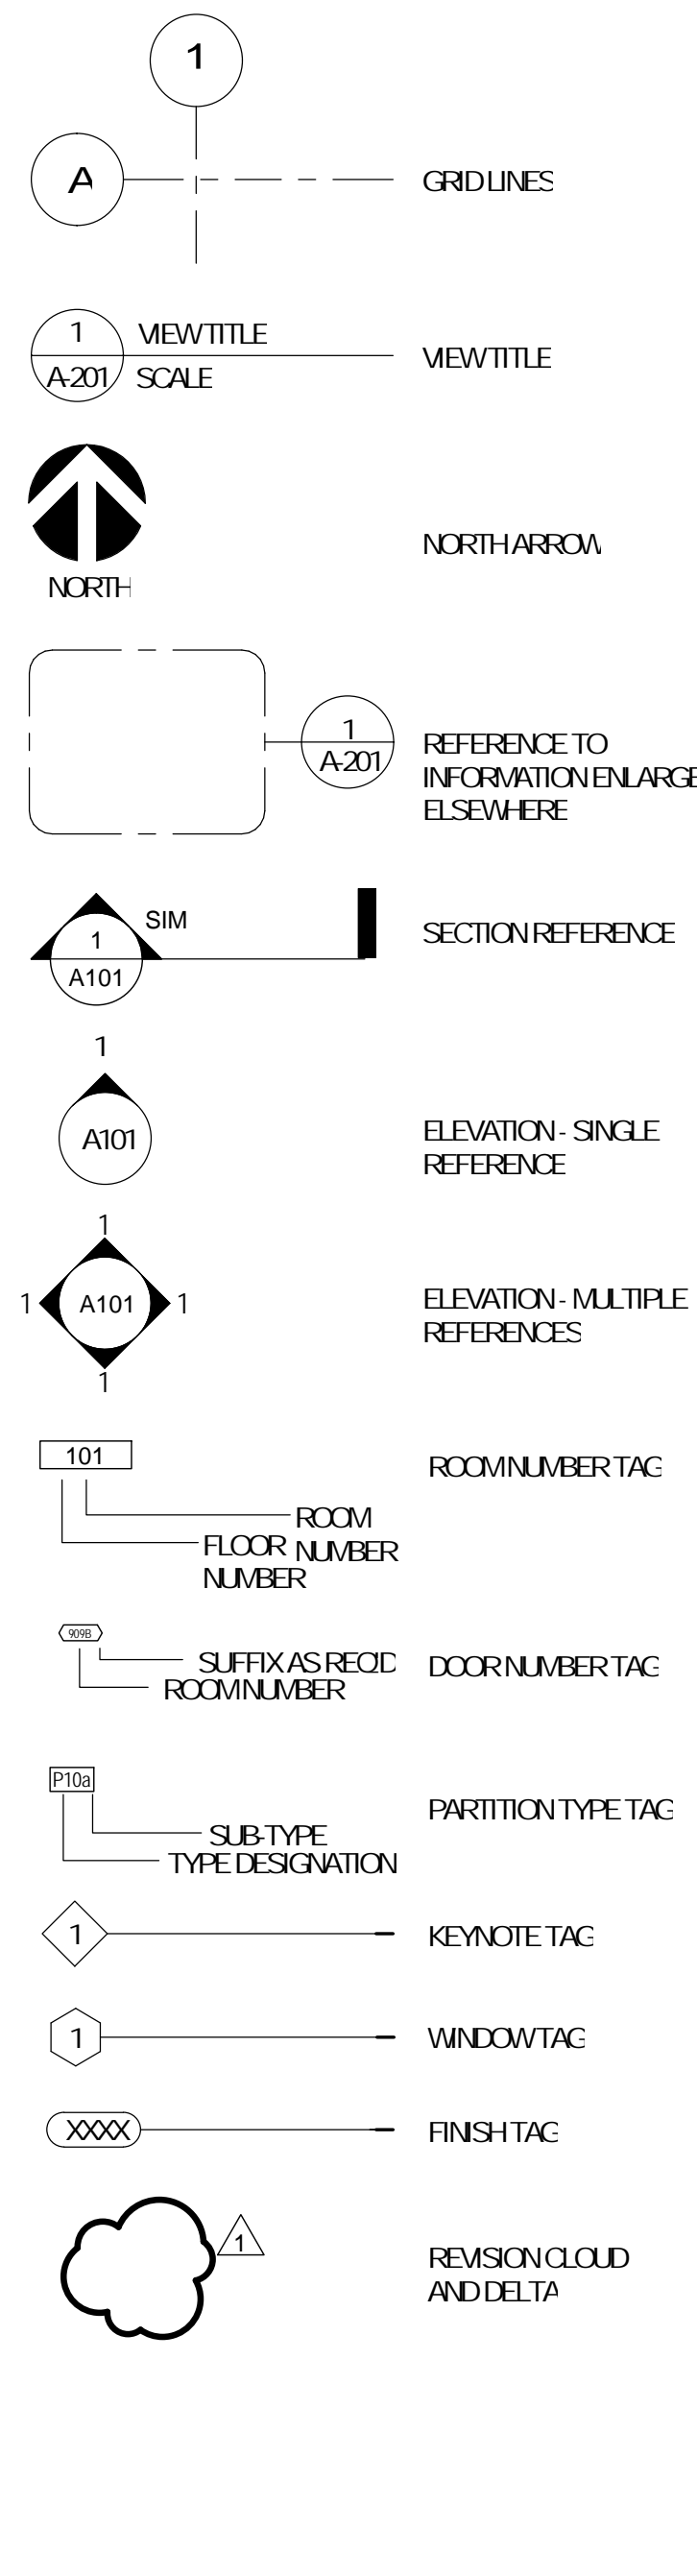 1
A
GRID LINES
1
VIEW TITLE
A-201
SCALE
VIEW TITLE
NORTH
NORTH ARROW
1
A-201
REFERENCE TO
INFORMATION ENLARGE
ELSEWHERE
SIM
1
A101
SECTION REFERENCE
1
A101
ELEVATION - SINGLE
REFERENCE
1
1
A101
1
1
ELEVATION - MULTIPLE
REFERENCES
101
ROOM
NUMBER
FLOOR
NUMBER
ROOM NUMBER TAG
909B
SUFFIX AS REQ'D
ROOM NUMBER
DOOR NUMBER TAG
P10a
SUB-TYPE
TYPE DESIGNATION
PARTITION TYPE TAG
1
KEYNOTE TAG
1
WINDOW TAG
XXXX
FINISH TAG
1
REVISION CLOUD
AND DELTA